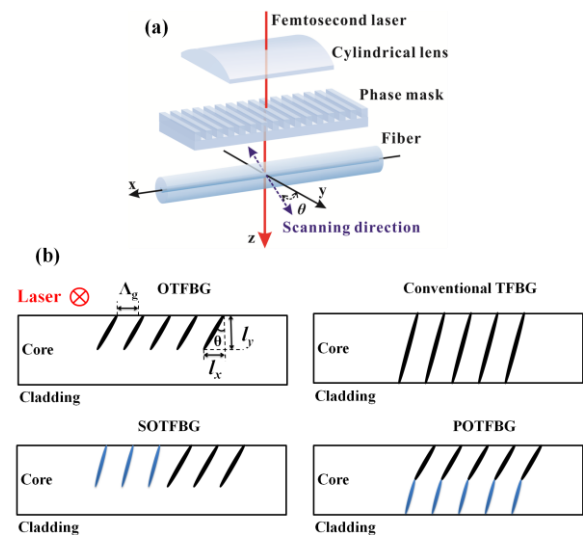 (a)
Femtosecond laser
Cylindrical lens
Phase mask
Fiber
x
y
θ
Scanning direction
z
(b)
Laser
Λg
OTFBG
Conventional TFBG
Core
θ
ly
lx
Cladding
Core
Cladding
SOTFBG
POTFBG
Core
Cladding
Core
Cladding